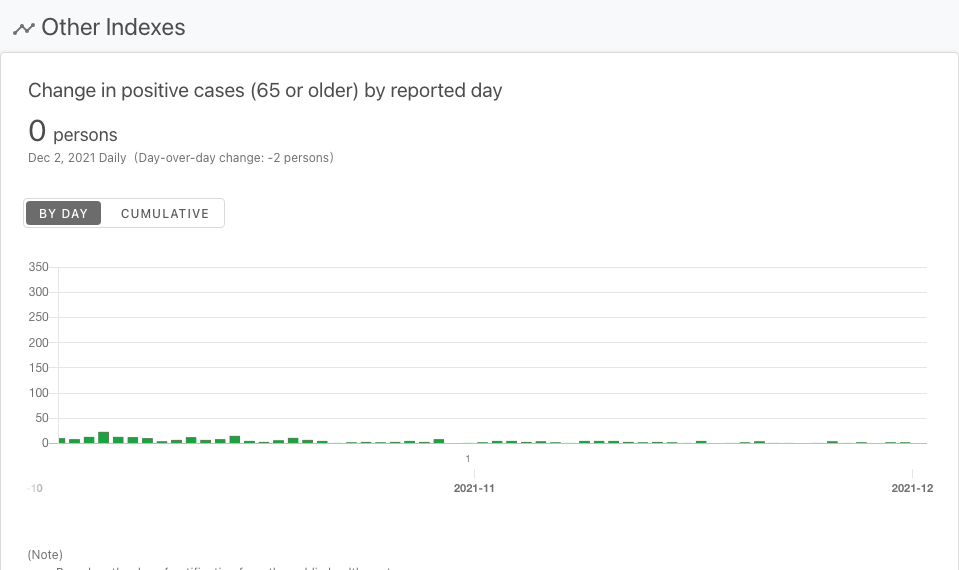 Other Indexes
Change in positive cases (65 or older) by reported day
0 persons
Dec 2, 2021 Daily (Day-over-day change: -2 persons)
BY DAY CUMULATIVE
350
300
250
200
150
100
50
0
1
-10 2021-11 2021-12
(Note)